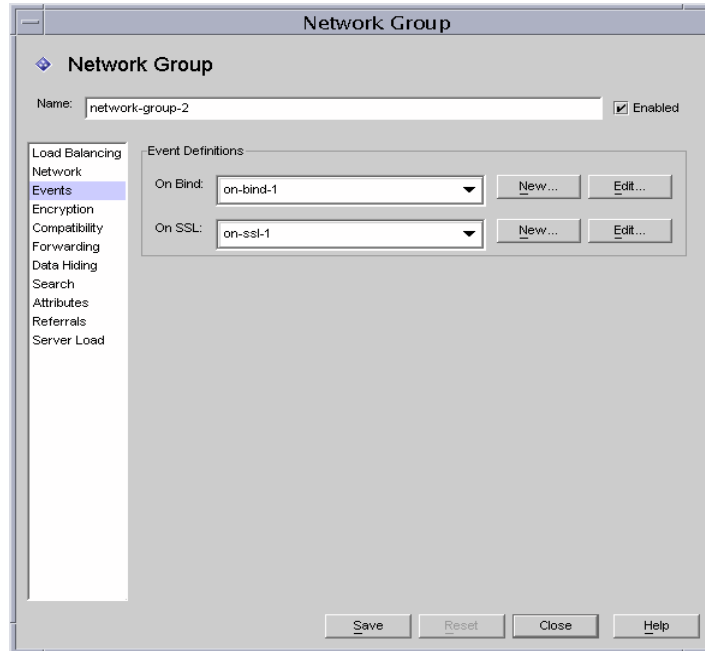 Network Group
Network Group
Name: network-group-2 Enabled
Load Balancing
Network
Events
Encryption
Compatibility
Forwarding
Data Hiding
Search
Attributes
Referrals
Server Load
Event Definitions
On Bind: on-bind-1 New... Edit...
On SSL: on-ssl-1 New... Edit...
Save Reset Close Help